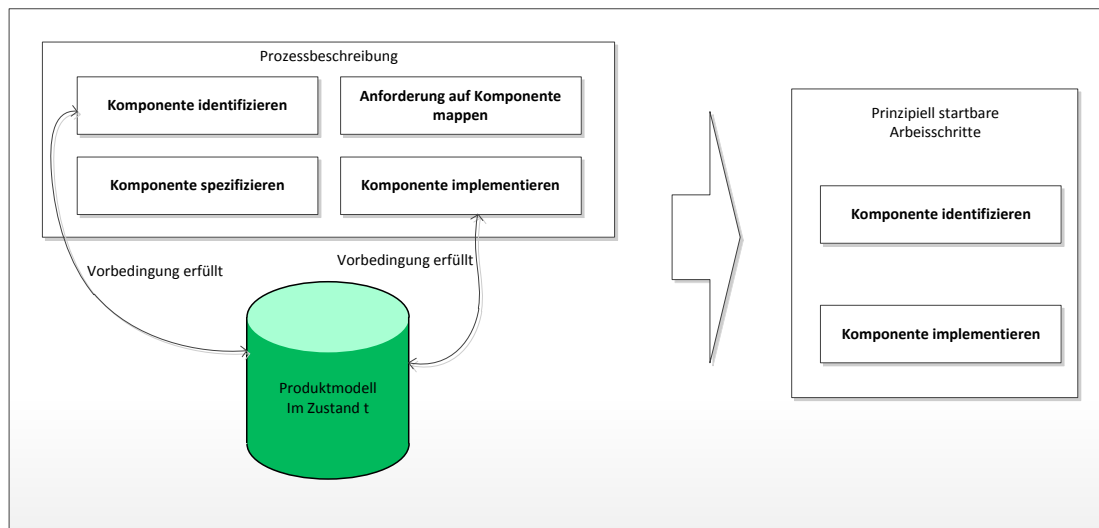 Prozessbeschreibung
Komponente identifizieren
Anforderung auf Komponente
mappen
Komponente spezifizieren
Komponente implementieren
Vorbedingung erfüllt
Vorbedingung erfüllt
Produktmodell
Im Zustand t
Prinzipiell startbare
Arbeisschritte
Komponente identifizieren
Komponente implementieren